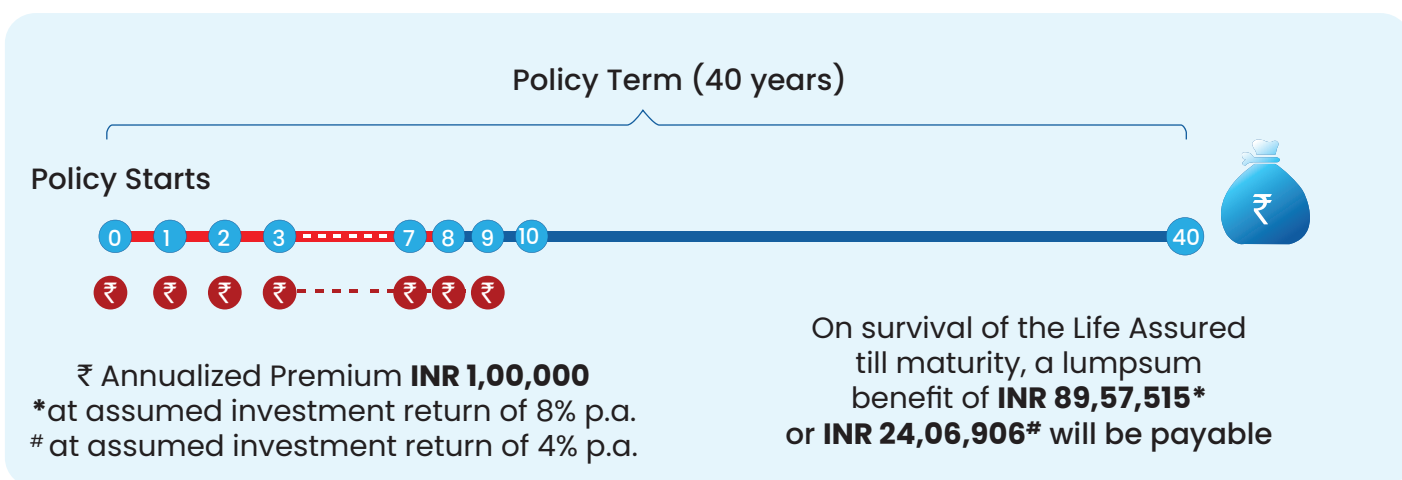 Policy Term (40 years)
Policy Starts
0 1 2 3 7 8 9 10 40
₹
₹ ₹ ₹ ₹ ₹ ₹ ₹
₹ Annualized Premium INR 1,00,000
*at assumed investment return of 8% p.a.
# at assumed investment return of 4% p.a.
On survival of the Life Assured
till maturity, a lumpsum
benefit of INR 89,57,515*
or INR 24,06,906# will be payable